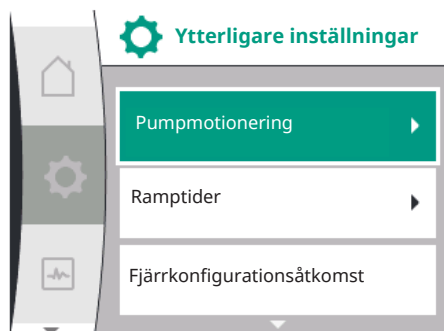 Ytterligare inställningar
Pumpmotionering
Ramptider
Fjärrkonfigurationsåtkomst